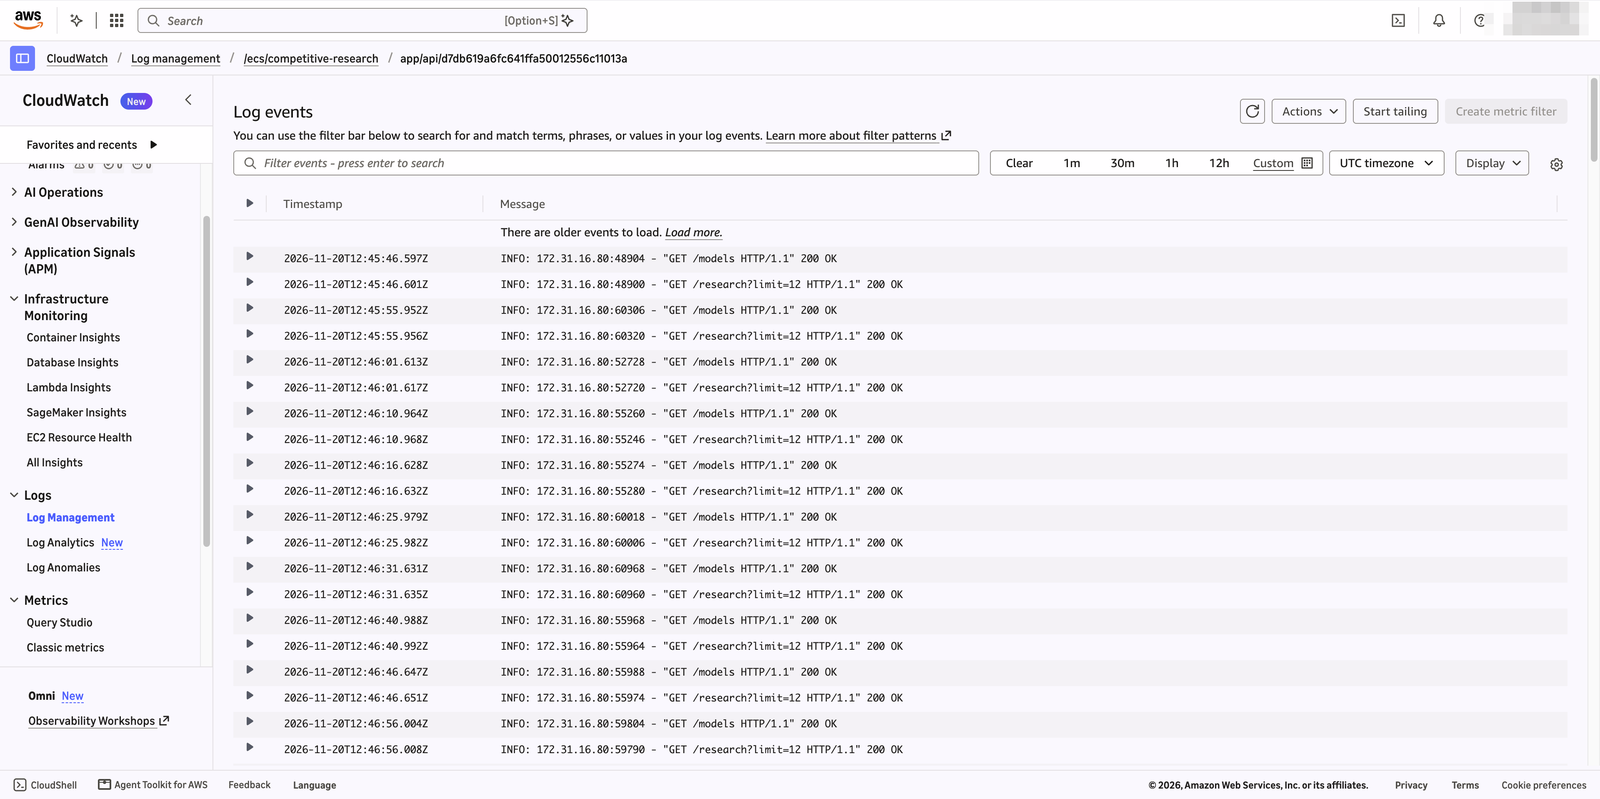 aws
Search [Option+S]
CloudWatch / Log management / /ecs/competitive-research / app/api/d7db619a6fc641ffa50012556c11013a
CloudWatch New
Favorites and recents
Alarms 0 0 0
AI Operations
GenAI Observability
Application Signals
(APM)
Infrastructure
Monitoring
Container Insights
Database Insights
Lambda Insights
SageMaker Insights
EC2 Resource Health
All Insights
Logs
Log Management
Log Analytics New
Log Anomalies
Metrics
Query Studio
Classic metrics
Omni New
Observability Workshops
Log events
Actions Start tailing Create metric filter
You can use the filter bar below to search for and match terms, phrases, or values in your log events. Learn more about filter patterns
Filter events - press enter to search Clear 1m 30m 1h 12h Custom UTC timezone Display
Timestamp Message
There are older events to load. Load more.
2026-11-20T12:45:46.597Z INFO: 172.31.16.80:48904 - "GET /models HTTP/1.1" 200 OK
2026-11-20T12:45:46.601Z INFO: 172.31.16.80:48900 - "GET /research?limit=12 HTTP/1.1" 200 OK
2026-11-20T12:45:55.952Z INFO: 172.31.16.80:60306 - "GET /models HTTP/1.1" 200 OK
2026-11-20T12:45:55.956Z INFO: 172.31.16.80:60320 - "GET /research?limit=12 HTTP/1.1" 200 OK
2026-11-20T12:46:01.613Z INFO: 172.31.16.80:52728 - "GET /models HTTP/1.1" 200 OK
2026-11-20T12:46:01.617Z INFO: 172.31.16.80:52720 - "GET /research?limit=12 HTTP/1.1" 200 OK
2026-11-20T12:46:10.964Z INFO: 172.31.16.80:55260 - "GET /models HTTP/1.1" 200 OK
2026-11-20T12:46:10.968Z INFO: 172.31.16.80:55246 - "GET /research?limit=12 HTTP/1.1" 200 OK
2026-11-20T12:46:16.628Z INFO: 172.31.16.80:55274 - "GET /models HTTP/1.1" 200 OK
2026-11-20T12:46:16.632Z INFO: 172.31.16.80:55280 - "GET /research?limit=12 HTTP/1.1" 200 OK
2026-11-20T12:46:25.979Z INFO: 172.31.16.80:60018 - "GET /models HTTP/1.1" 200 OK
2026-11-20T12:46:25.982Z INFO: 172.31.16.80:60006 - "GET /research?limit=12 HTTP/1.1" 200 OK
2026-11-20T12:46:31.631Z INFO: 172.31.16.80:60968 - "GET /models HTTP/1.1" 200 OK
2026-11-20T12:46:31.635Z INFO: 172.31.16.80:60960 - "GET /research?limit=12 HTTP/1.1" 200 OK
2026-11-20T12:46:40.988Z INFO: 172.31.16.80:55968 - "GET /models HTTP/1.1" 200 OK
2026-11-20T12:46:40.992Z INFO: 172.31.16.80:55964 - "GET /research?limit=12 HTTP/1.1" 200 OK
2026-11-20T12:46:46.647Z INFO: 172.31.16.80:55988 - "GET /models HTTP/1.1" 200 OK
2026-11-20T12:46:46.651Z INFO: 172.31.16.80:55974 - "GET /research?limit=12 HTTP/1.1" 200 OK
2026-11-20T12:46:56.004Z INFO: 172.31.16.80:59804 - "GET /models HTTP/1.1" 200 OK
2026-11-20T12:46:56.008Z INFO: 172.31.16.80:59790 - "GET /research?limit=12 HTTP/1.1" 200 OK
CloudShell Agent Toolkit for AWS Feedback Language © 2026, Amazon Web Services, Inc. or its affiliates. Privacy Terms Cookie preferences